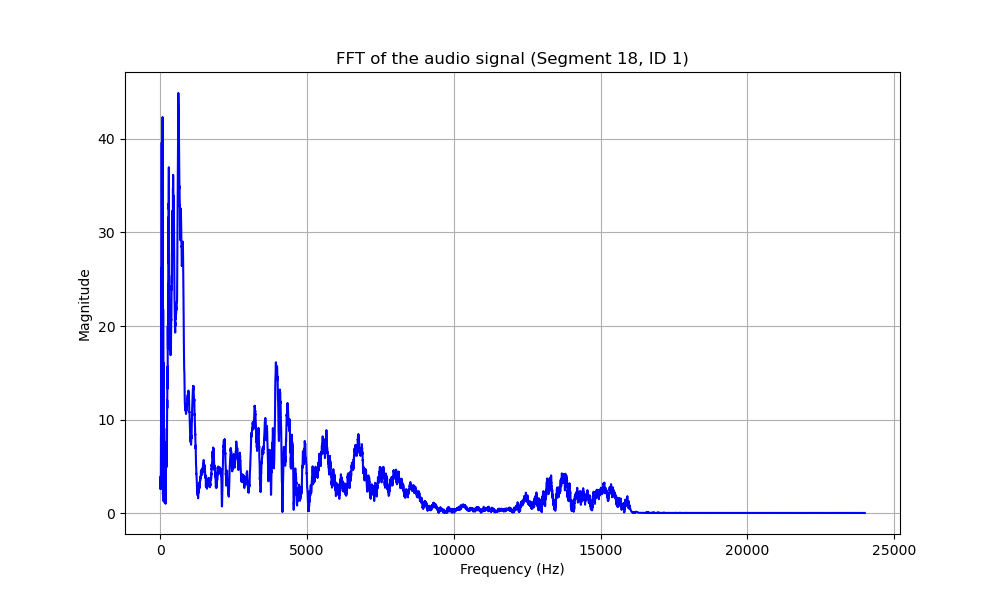 FFT of the audio signal (Segment 18, ID 1)
Magnitude
40
30
20
10
0
0 5000 10000 15000 20000 25000
Frequency (Hz)